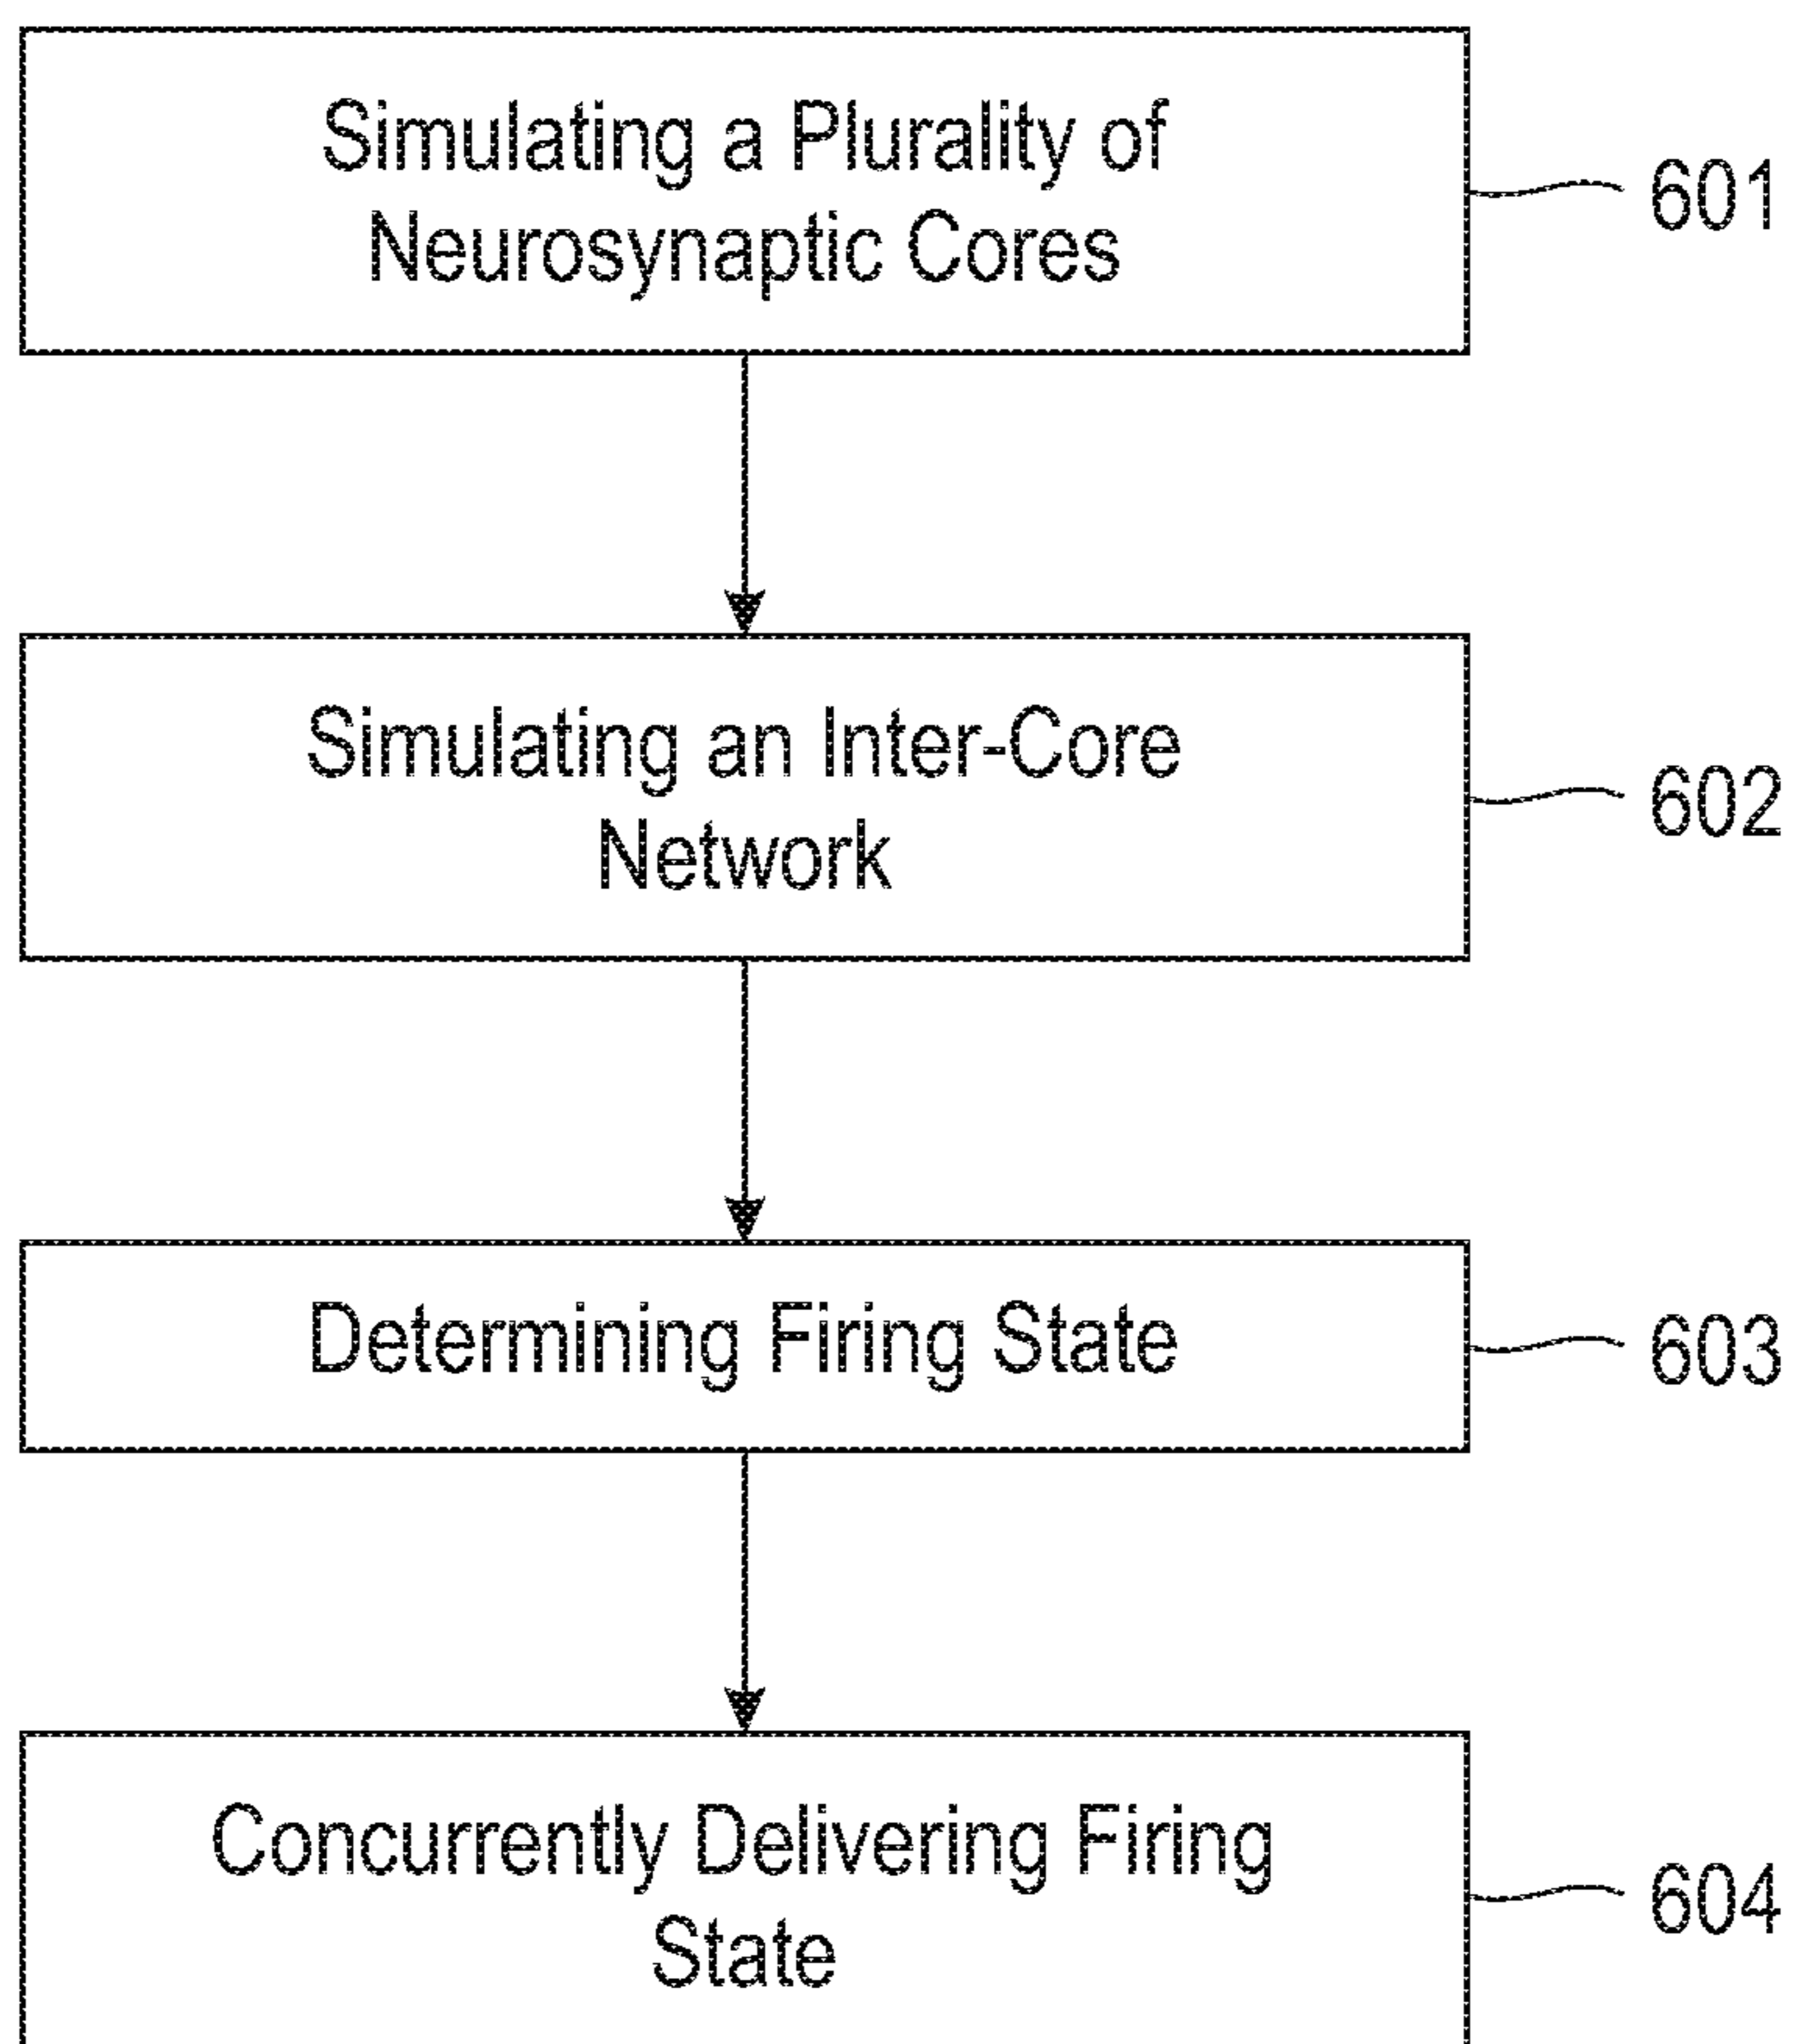 Simulating a Plurality of
Neurosynaptic Cores
601
Simulating an Inter-Core
Network
602
Determining Firing State
603
Concurrently Delivering Firing
State
604